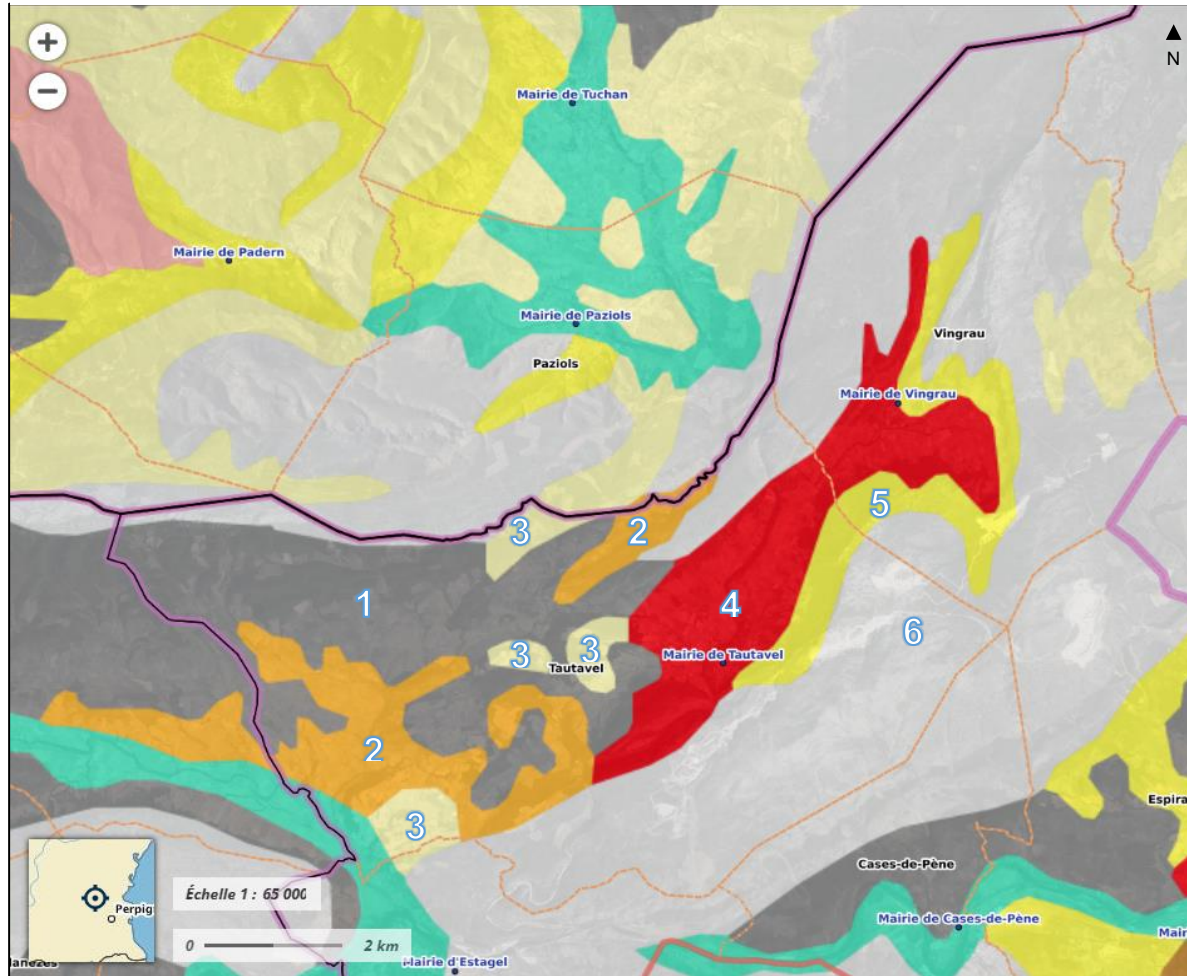 +
−
▲
N
Mairie de Tuchan
Mairie de Padern
Mairie de Paziols
Vingrau
Paziols
Mairie de Vingrau
5
3
2
1
4
6
3
3
Mairie de Tautavel
Tautavel
2
Espira
3
Cases-de-Pène
Échelle 1 : 65 000
Perpig
Mairie de Cases-de-Pène
Mair
0
2 km
Mairie d'Estagel
lanèzes